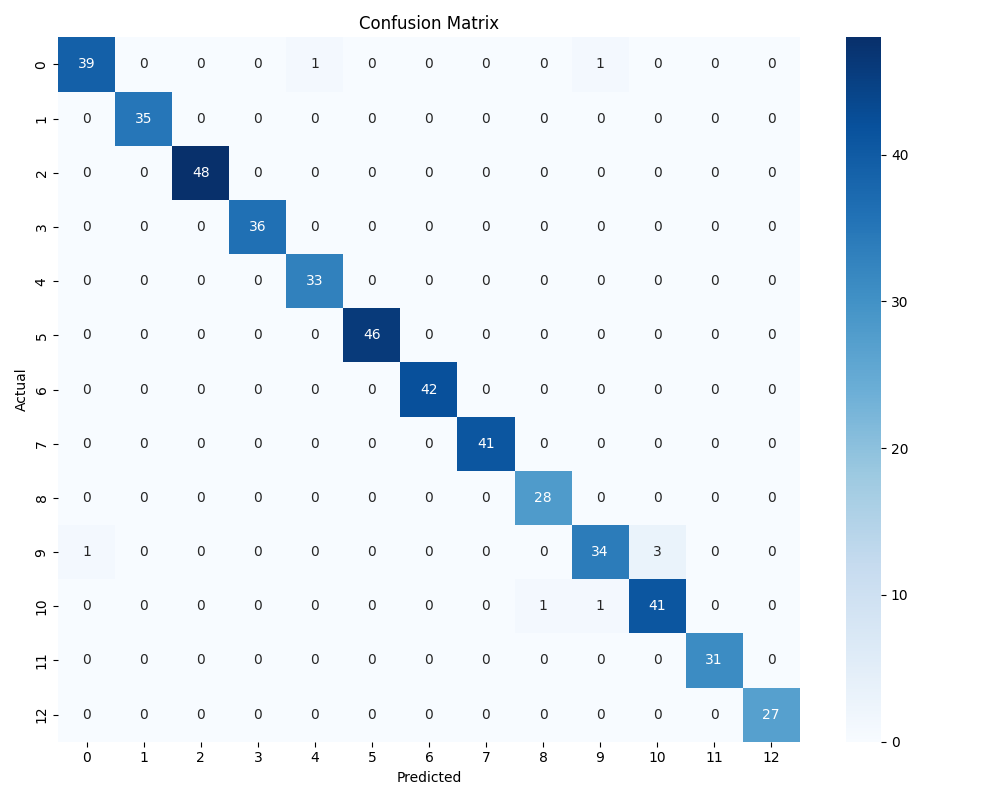 Confusion Matrix
0 39 0 0 0 1 0 0 0 0 1 0 0 0
1 0 35 0 0 0 0 0 0 0 0 0 0 0
2 0 0 48 0 0 0 0 0 0 0 0 0 0
3 0 0 0 36 0 0 0 0 0 0 0 0 0
4 0 0 0 0 33 0 0 0 0 0 0 0 0
5 0 0 0 0 0 46 0 0 0 0 0 0 0
6 0 0 0 0 0 0 42 0 0 0 0 0 0
7 0 0 0 0 0 0 0 41 0 0 0 0 0
8 0 0 0 0 0 0 0 0 28 0 0 0 0
9 1 0 0 0 0 0 0 0 0 34 3 0 0
10 0 0 0 0 0 0 0 0 1 1 41 0 0
11 0 0 0 0 0 0 0 0 0 0 0 31 0
12 0 0 0 0 0 0 0 0 0 0 0 0 27
0 1 2 3 4 5 6 7 8 9 10 11 12
Predicted
Actual
40
30
20
10
0